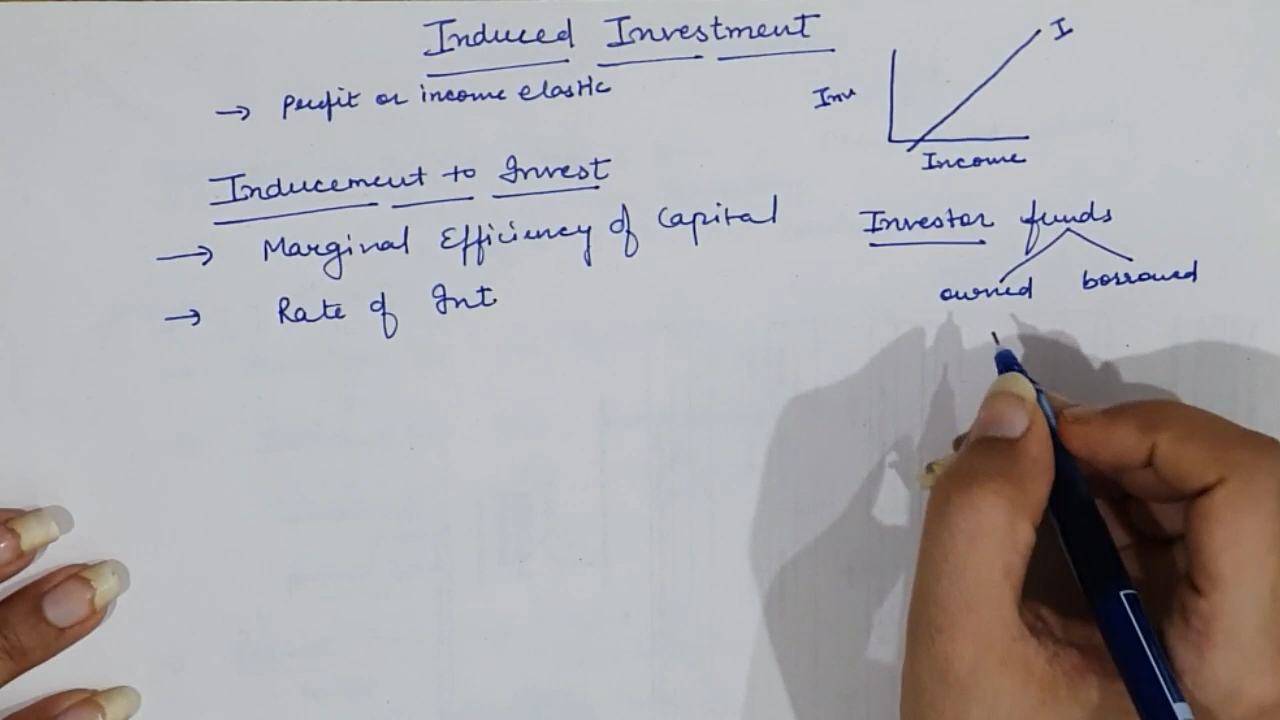 Induced Investment
→ Profit or income elastic
I
Inv
Income
Inducement to Invest
→ Marginal Efficiency of Capital
→ Rate of Int
Investor funds
owned borrowed